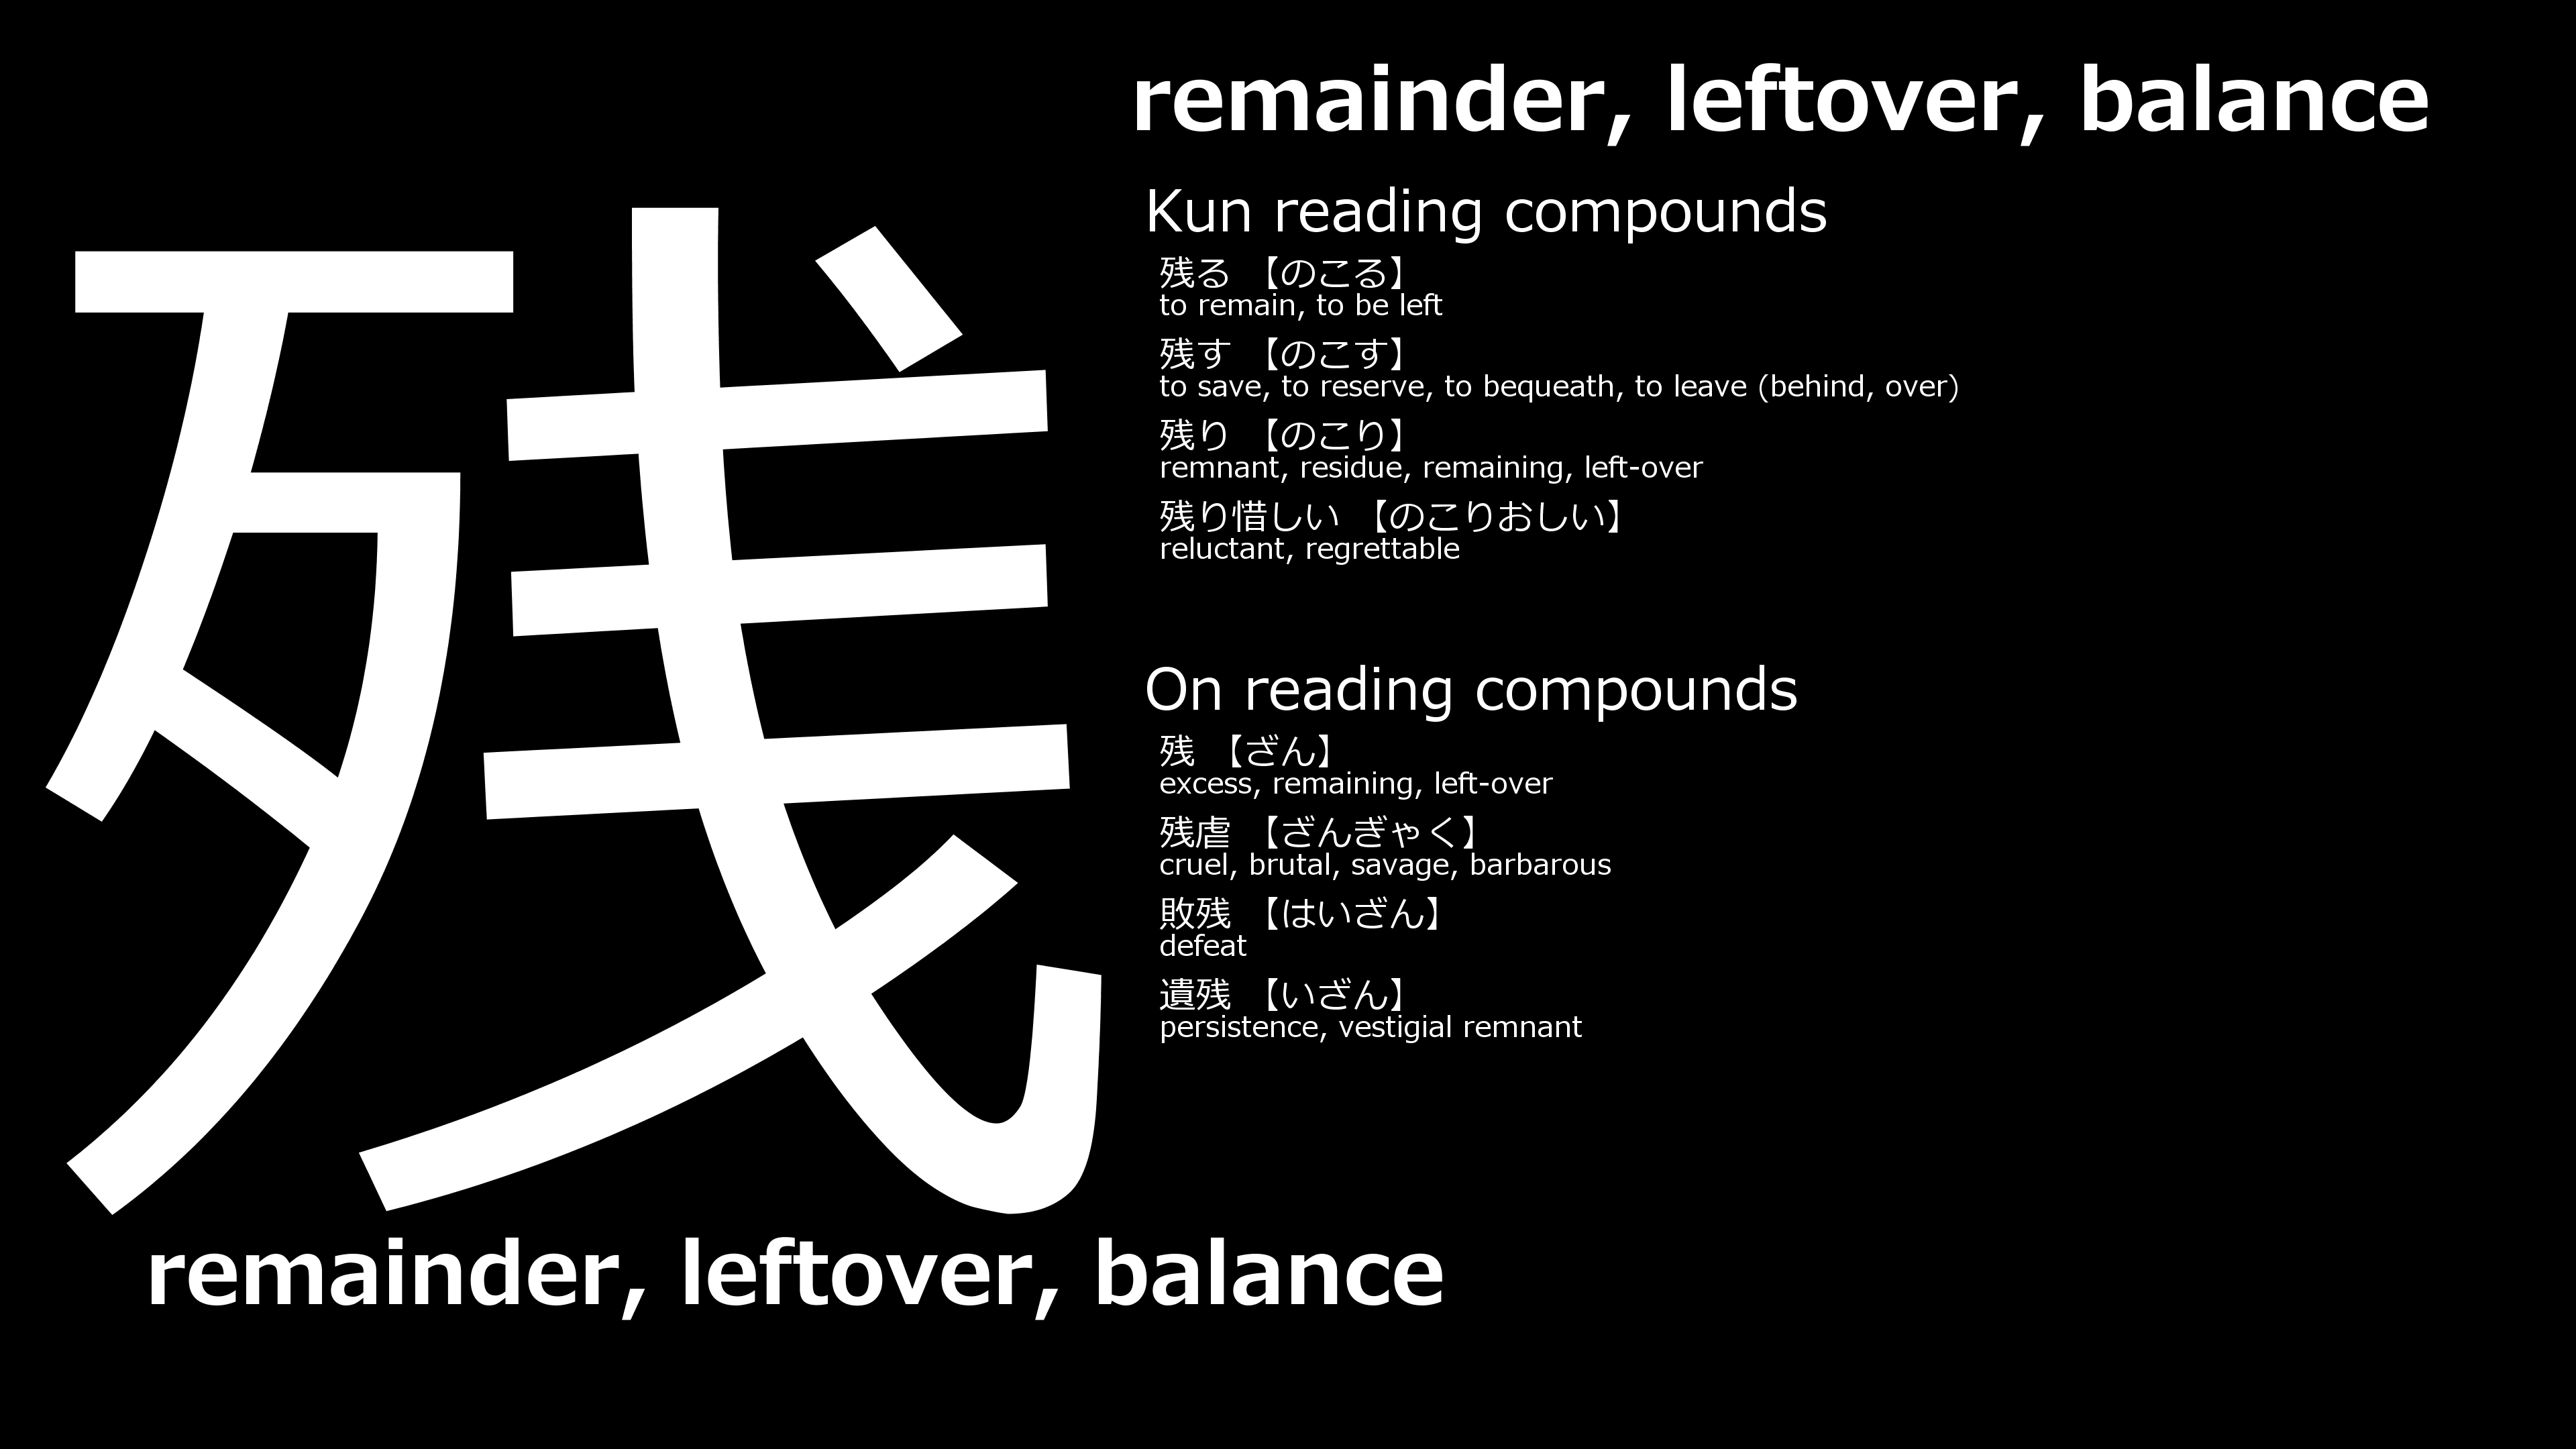 remainder, leftover, balance
残
Kun reading compounds
残る 【のこる】
to remain, to be left
残す 【のこす】
to save, to reserve, to bequeath, to leave (behind, over)
残り 【のこり】
remnant, residue, remaining, left-over
残り惜しい 【のこりおしい】
reluctant, regrettable
On reading compounds
残 【ざん】
excess, remaining, left-over
残虐 【ざんぎゃく】
cruel, brutal, savage, barbarous
敗残 【はいざん】
defeat
遺残 【いざん】
persistence, vestigial remnant
remainder, leftover, balance